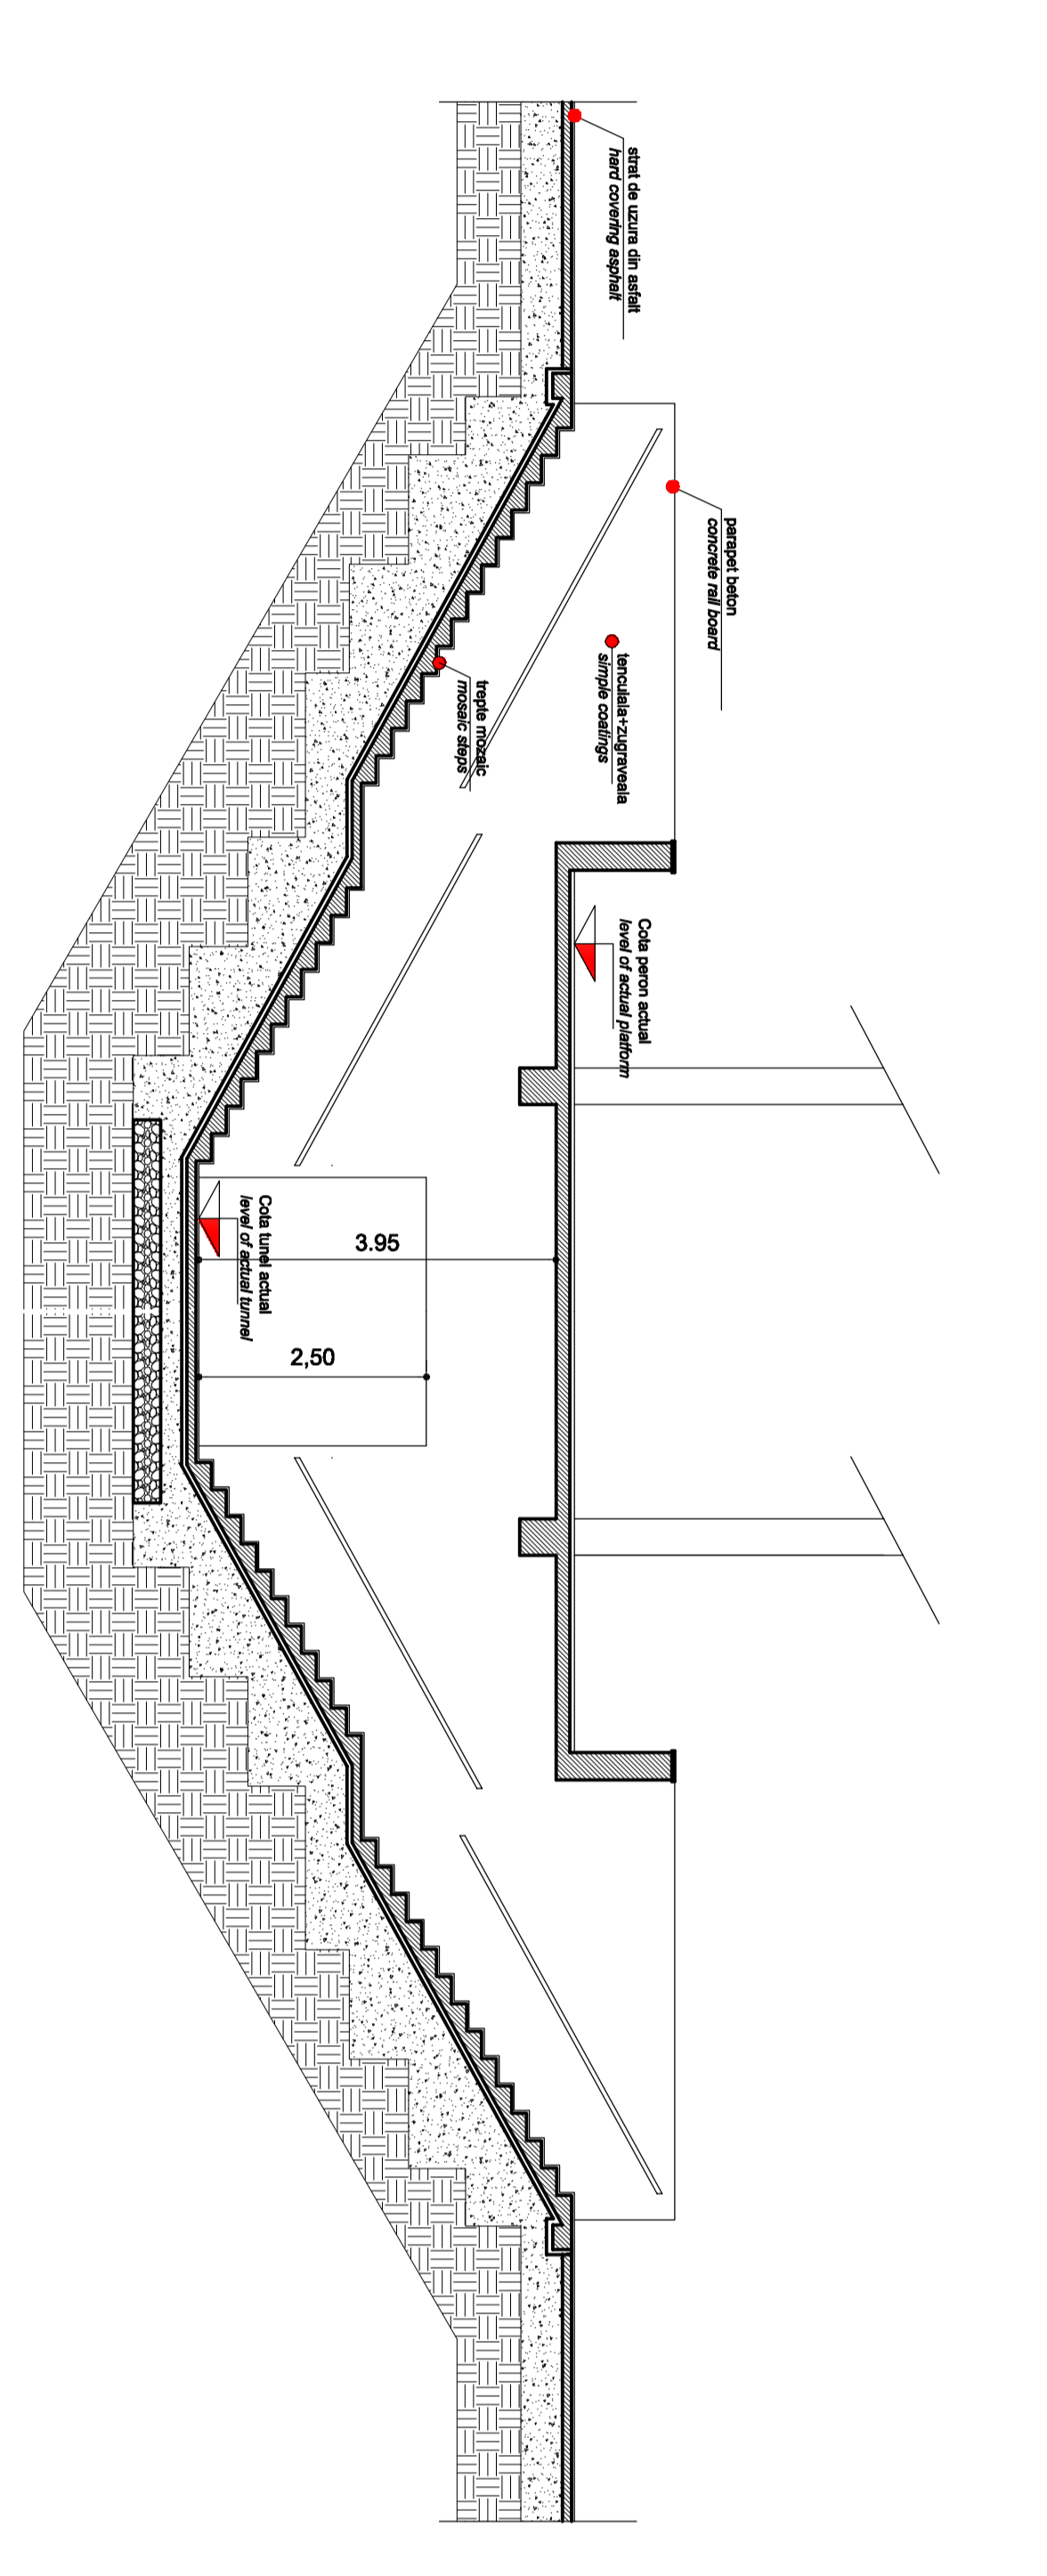 strat de uzura din asfalt
hard covering asphalt
parapet beton
concrete rail board
tenculala+zugraveala
simple coatings
trepte mozaic
mosaic steps
Cota peron actual
level of actual platform
3.95
Cota tunel actual
level of actual tunnel
2,50